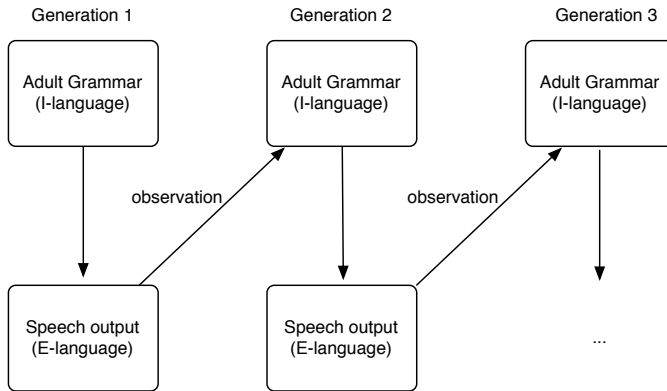 Generation 1
Generation 2
Generation 3
Adult Grammar
(I-language)
Adult Grammar
(I-language)
Adult Grammar
(I-language)
observation
observation
Speech output
(E-language)
Speech output
(E-language)
...